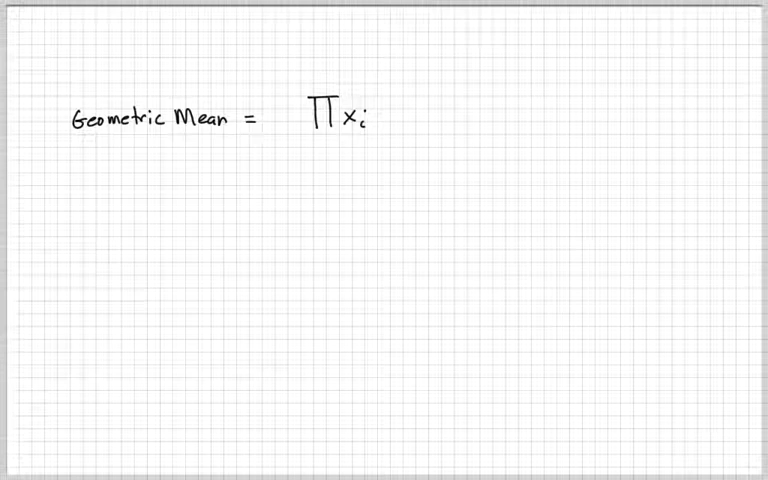 Geometric Mean = ∏ xᵢ